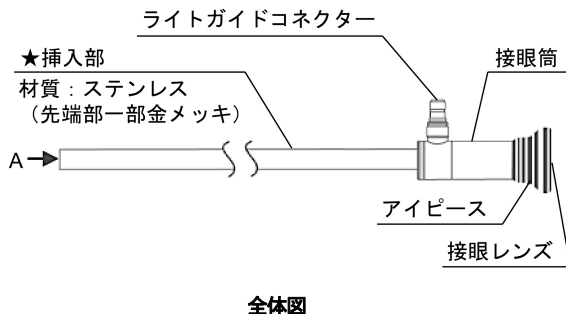 ライトガイドコネクター
★挿入部
接眼筒
材質：ステンレス
（先端部一部金メッキ）
A
アイピース
接眼レンズ
全体図